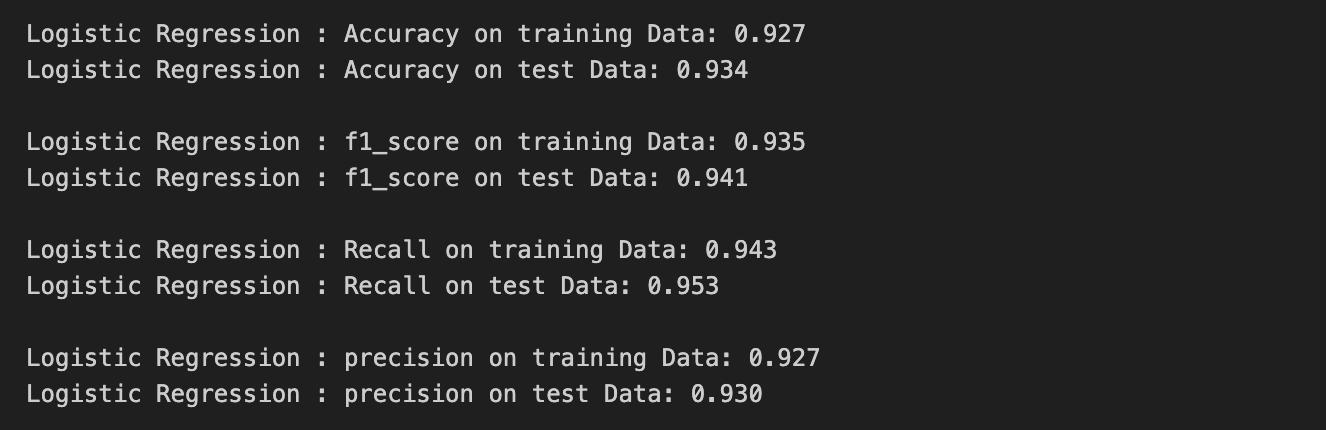 Logistic Regression : Accuracy on training Data: 0.927
Logistic Regression : Accuracy on test Data: 0.934
Logistic Regression : f1_score on training Data: 0.935
Logistic Regression : f1_score on test Data: 0.941
Logistic Regression : Recall on training Data: 0.943
Logistic Regression : Recall on test Data: 0.953
Logistic Regression : precision on training Data: 0.927
Logistic Regression : precision on test Data: 0.930